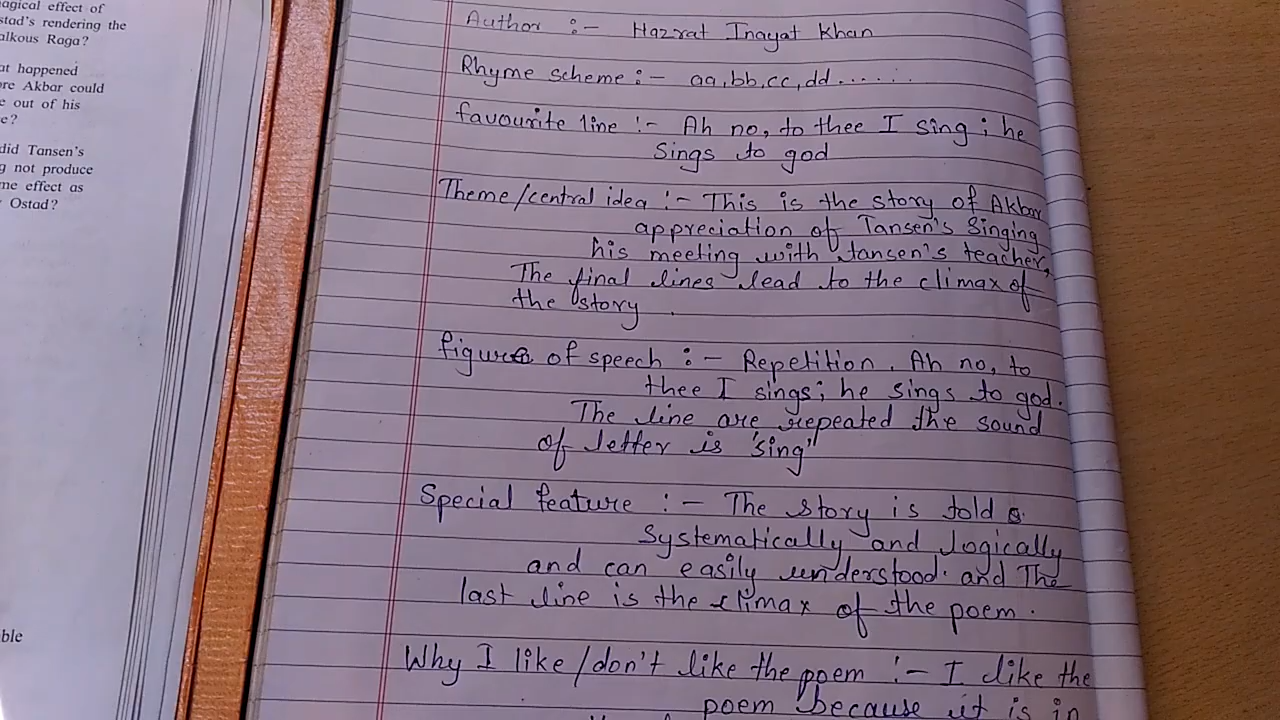 agical effect of
stad's rendering the
alkous Raga?
at happened
ore Akbar could
e out of his
e?
did Tansen's
g not produce
me effect as
Ostad?
ble
Author :- Hazrat Inayat Khan
Rhyme scheme :- aa,bb,cc,dd......
favourite line :- Ah no, to thee I sing ; he
Sings to god
Theme/central idea :- This is the story of Akbar
appreciation of Tansen's Singing
his meeting with tansen's teacher,
The final lines lead to the climax of
the story .
figure of speech :- Repetition. Ah no, to
thee I sings; he sings to god.
The line are repeated the sound
of letter is 'sing"
Special feature :- The story is told
Systematically and logically
and can easily understood. and The
last line is the climax of the poem.
Why I like /don't like the poem :- I like the
poem because it is in